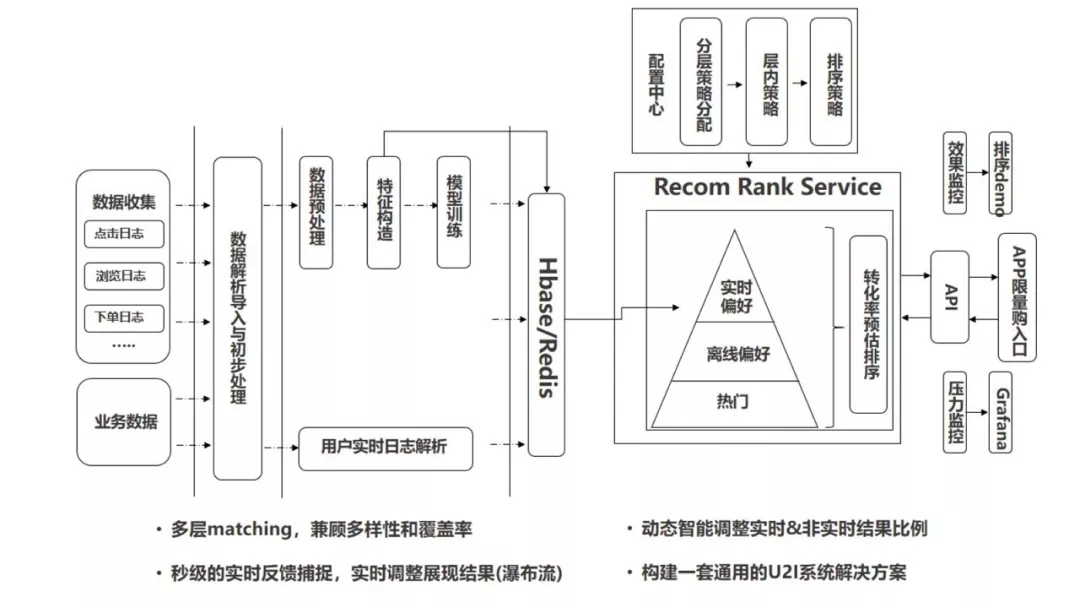 配置中心
分层策略分配
层内策略
排序策略
数据收集
点击日志
浏览日志
下单日志
.....
业务数据
数据解析导入与初步处理
数据预处理
特征构造
模型训练
用户实时日志解析
Hbase/Redis
Recom Rank Service
实时
偏好
离线偏好
热门
转化率预估排序
效果监控
排序demo
API
APP限量购入口
压力监控
Grafana
· 多层matching，兼顾多样性和覆盖率
· 秒级的实时反馈捕捉，实时调整展现结果(瀑布流)
· 动态智能调整实时&非实时结果比例
· 构建一套通用的U2I系统解决方案